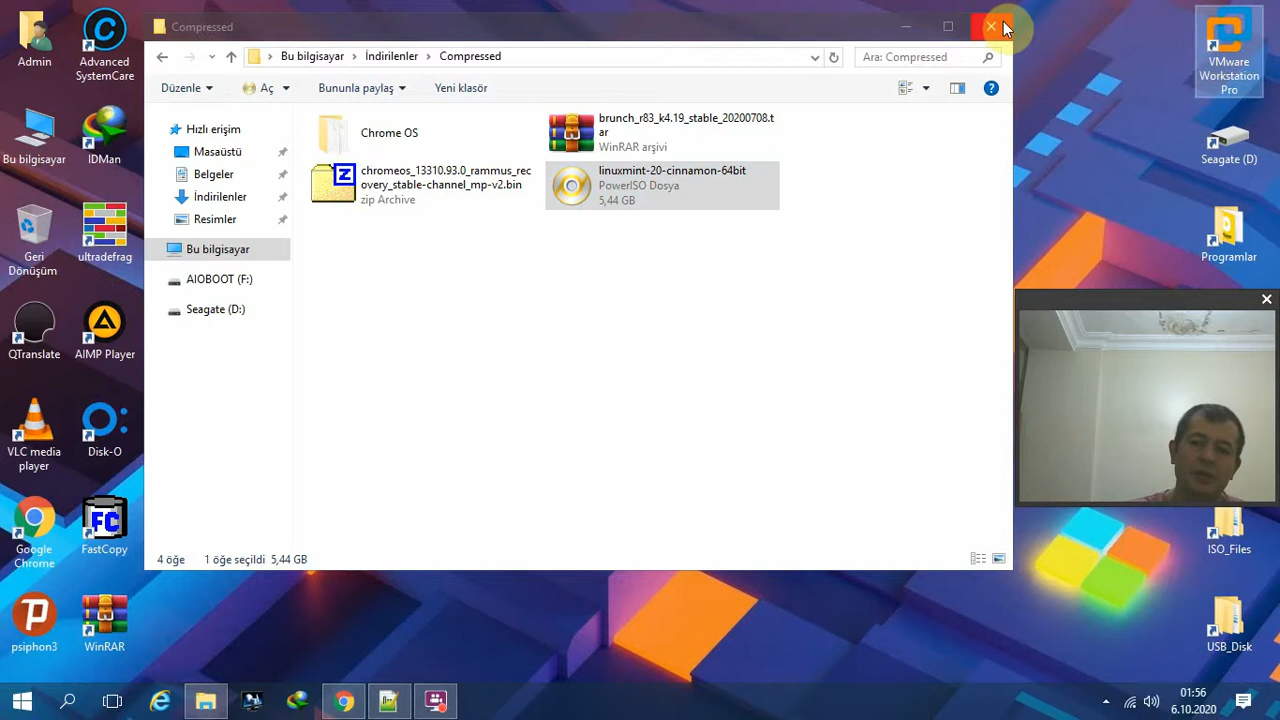 Compressed
Bu bilgisayar
İndirilenler
Compressed
Ara: Compressed
Düzenle
Aç
Bununla paylaş
Yeni klasör
Hızlı erişim
Masaüstü
Belgeler
İndirilenler
Resimler
Bu bilgisayar
AIOBOOT (F:)
Seagate (D:)
Chrome OS
brunch_r83_k4.19_stable_20200708.t
ar
WinRAR arşivi
chromeos_13310.93.0_rammus_rec
overy_stable-channel_mp-v2.bin
zip Archive
linuxmint-20-cinnamon-64bit
PowerISO Dosya
5,44 GB
4 öğe
1 öğe seçildi 5,44 GB
Admin
Advanced
SystemCare
Bu bilgisayar
IDMan
Geri
Dönüşüm
ultradefrag
QTranslate
AIMP Player
VLC media
player
Disk-O
Google
Chrome
FC
FastCopy
psiphon3
WinRAR
VMware
Workstation
Pro
Seagate (D)
Programlar
ISO_Files
USB_Disk
01:56
6.10.2020